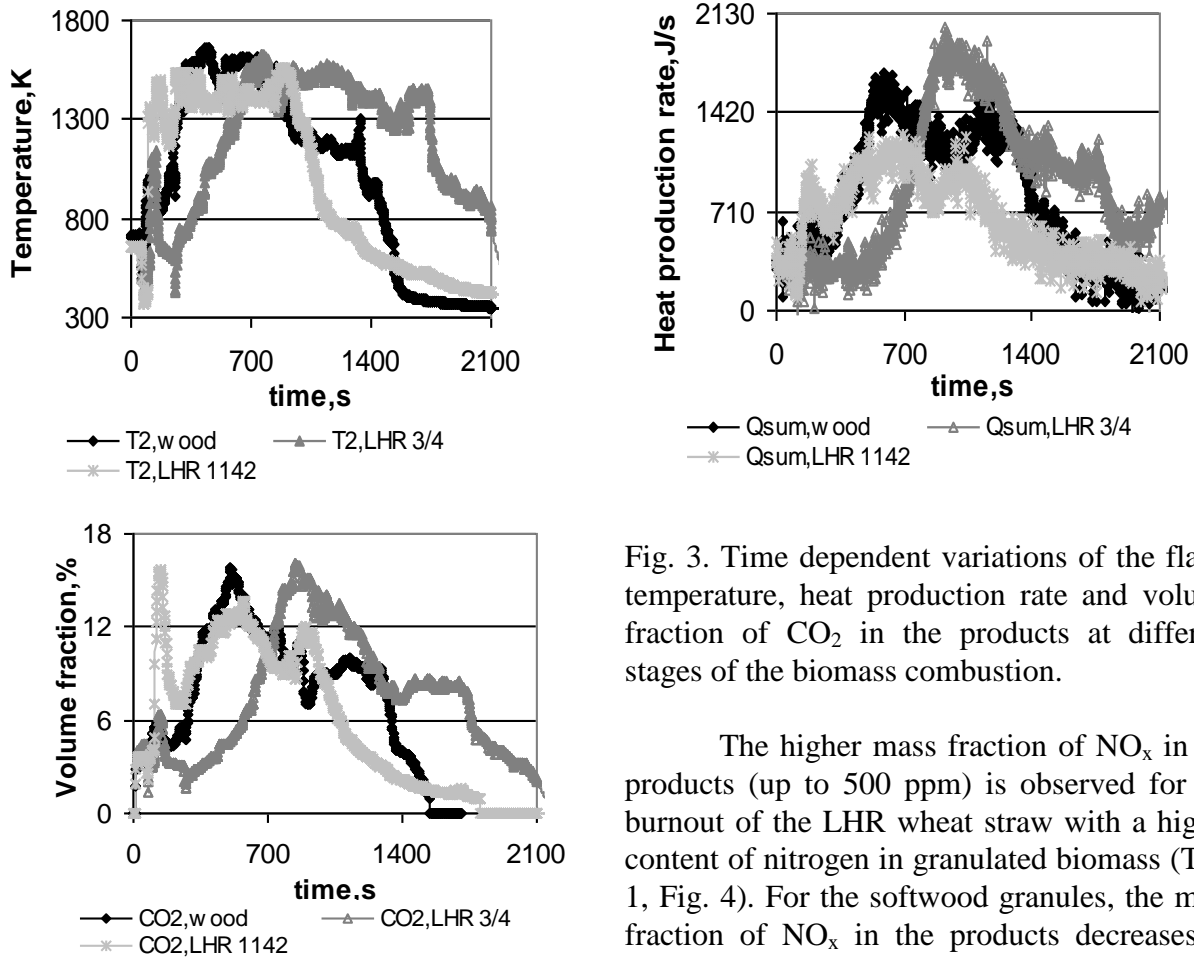 1800
1300
800
300
Temperature,K
0 700 1400 2100
time,s
T2,wood T2,LHR 3/4
T2,LHR 1142
2130
1420
710
0
Heat production rate,J/s
0 700 1400 2100
time,s
Qsum,wood Qsum,LHR 3/4
Qsum,LHR 1142
18
12
6
0
Volume fraction,%
0 700 1400 2100
time,s
CO2,wood CO2,LHR 3/4
CO2,LHR 1142
Fig. 3. Time dependent variations of the fla
temperature, heat production rate and volu
fraction of CO2 in the products at differ
stages of the biomass combustion.
The higher mass fraction of NOx in
products (up to 500 ppm) is observed for
burnout of the LHR wheat straw with a hig
content of nitrogen in granulated biomass (T
1, Fig. 4). For the softwood granules, the m
fraction of NOx in the products decreases